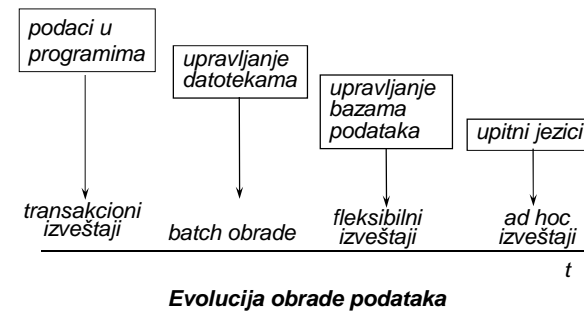 podaci u
programima
upravljanje
datotekama
upravljanje
bazama
podataka
upitni jezici
transakcioni
izveštaji
batch obrade
fleksibilni
izveštaji
ad hoc
izveštaji
t
Evolucija obrade podataka